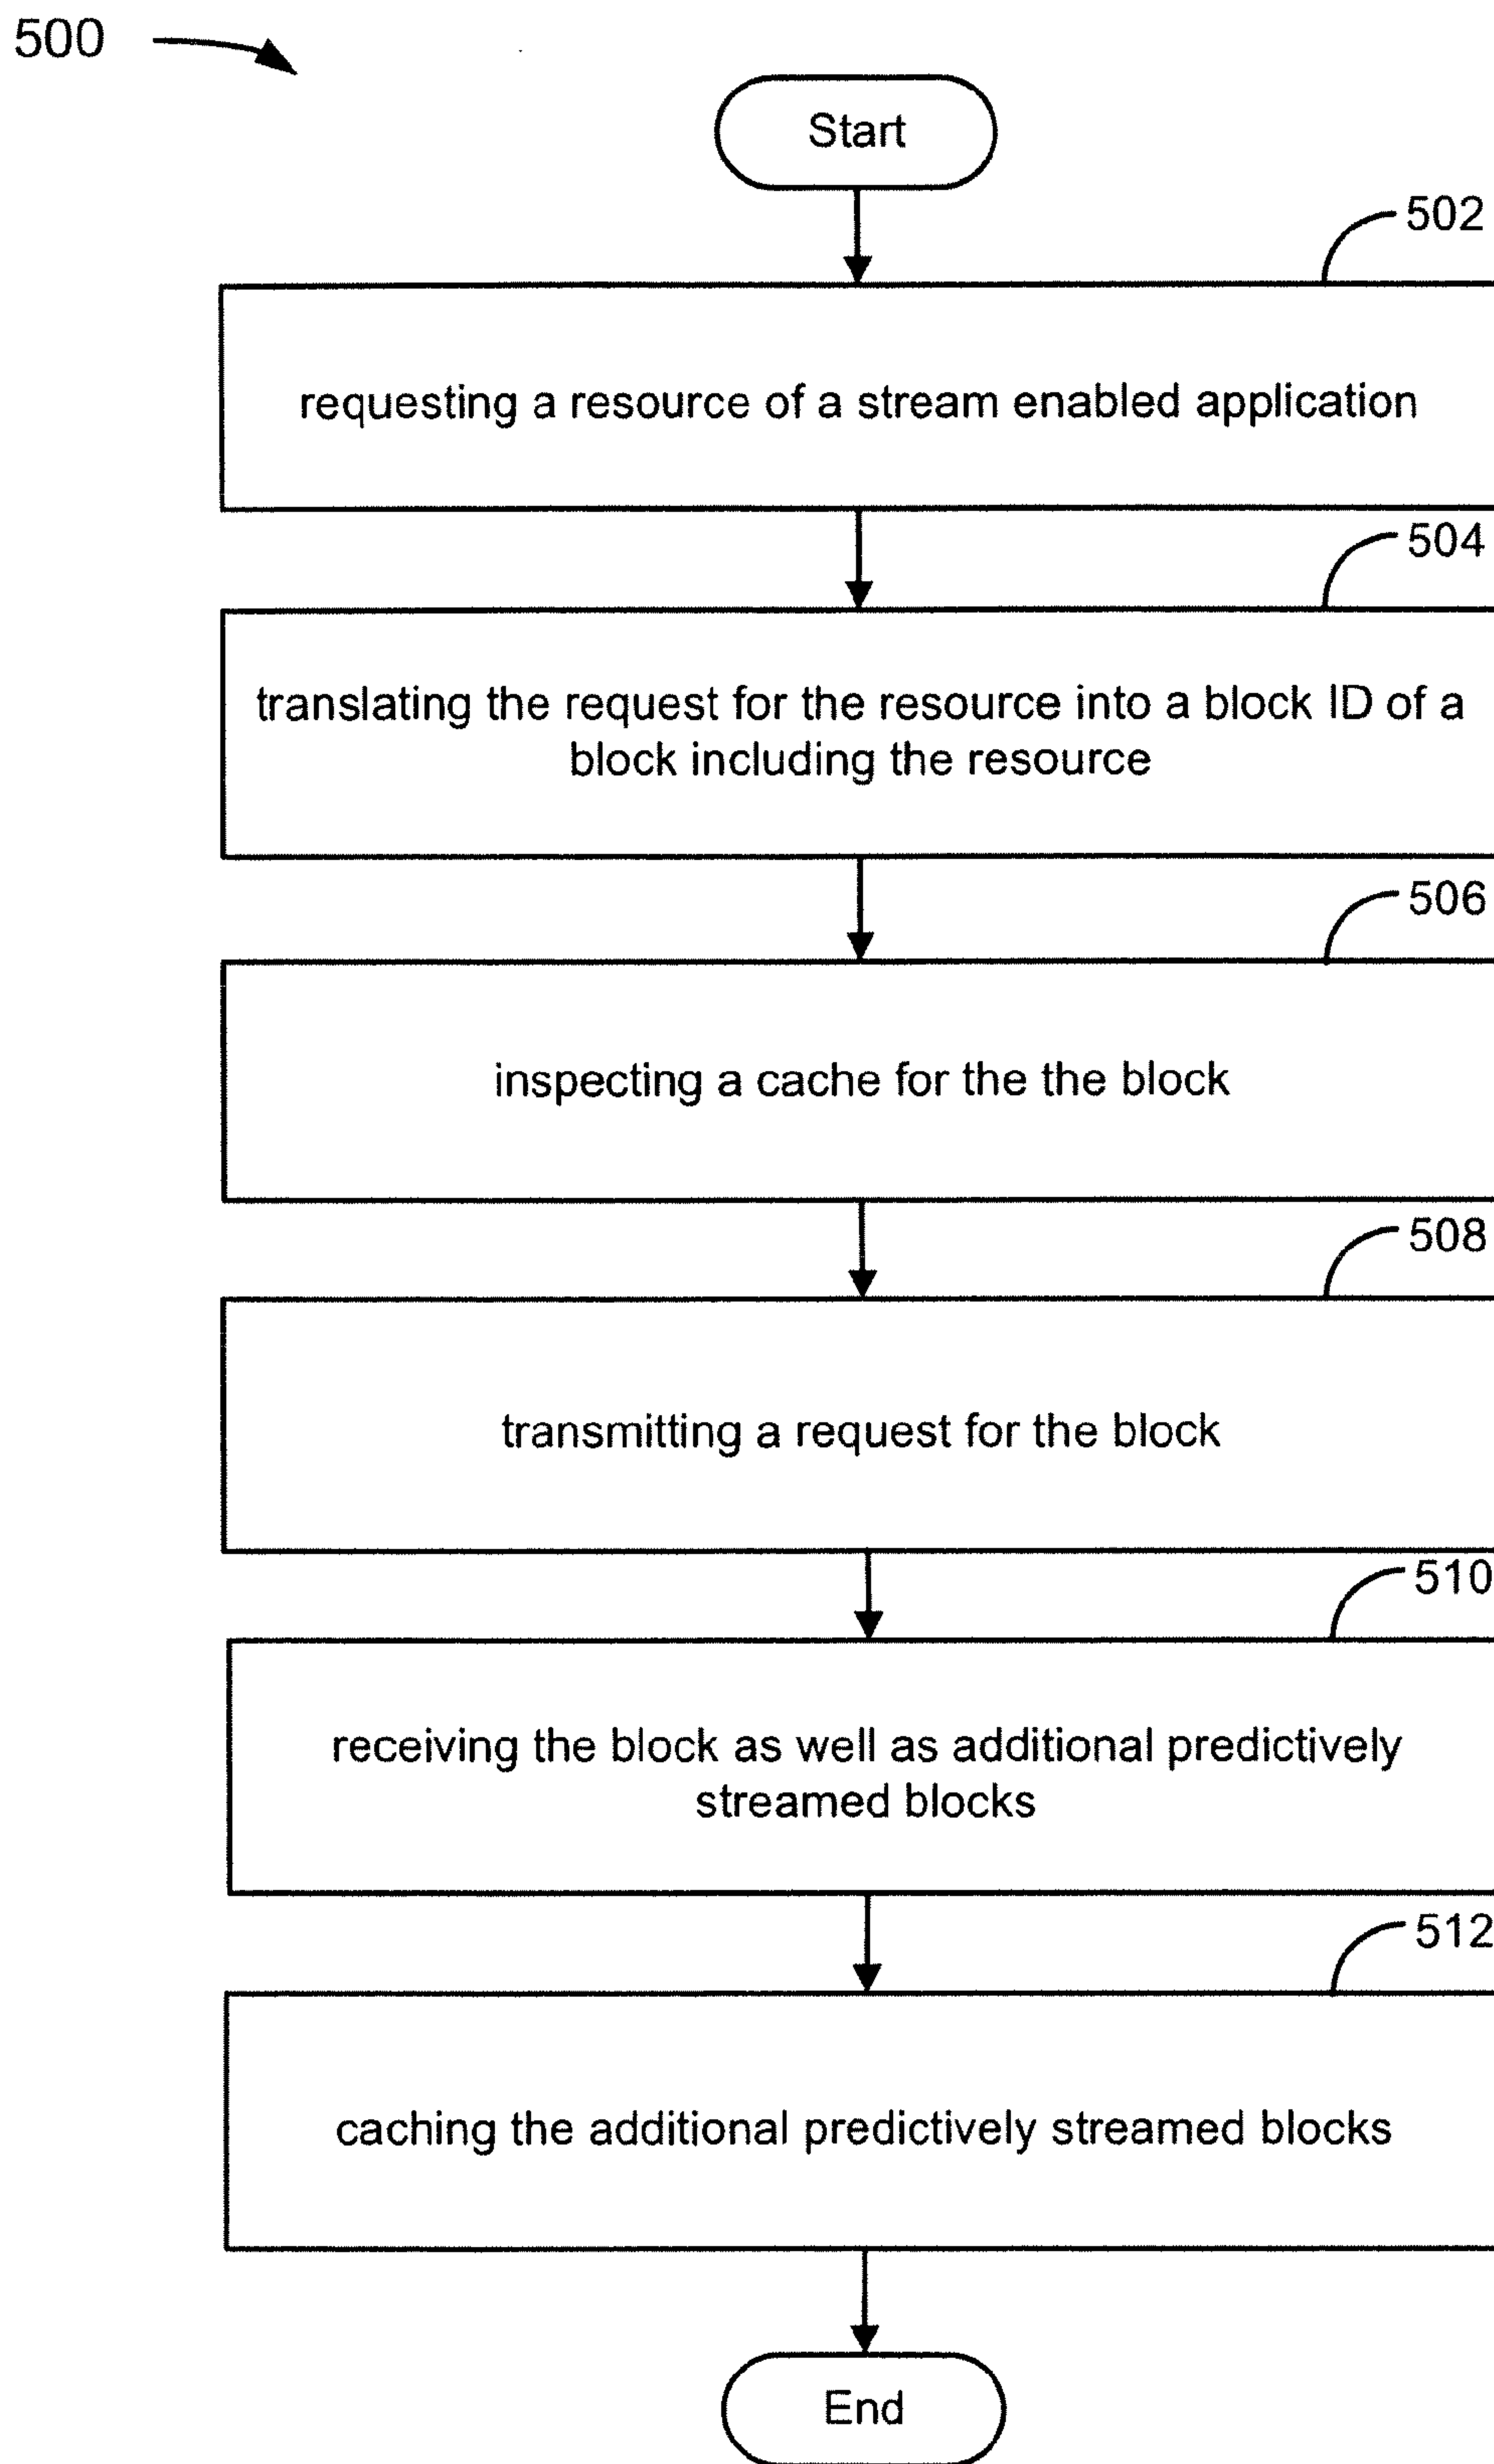 500
Start
502
requesting a resource of a stream enabled application
504
translating the request for the resource into a block ID of a
block including the resource
506
inspecting a cache for the the block
508
transmitting a request for the block
510
receiving the block as well as additional predictively
streamed blocks
512
caching the additional predictively streamed blocks
End